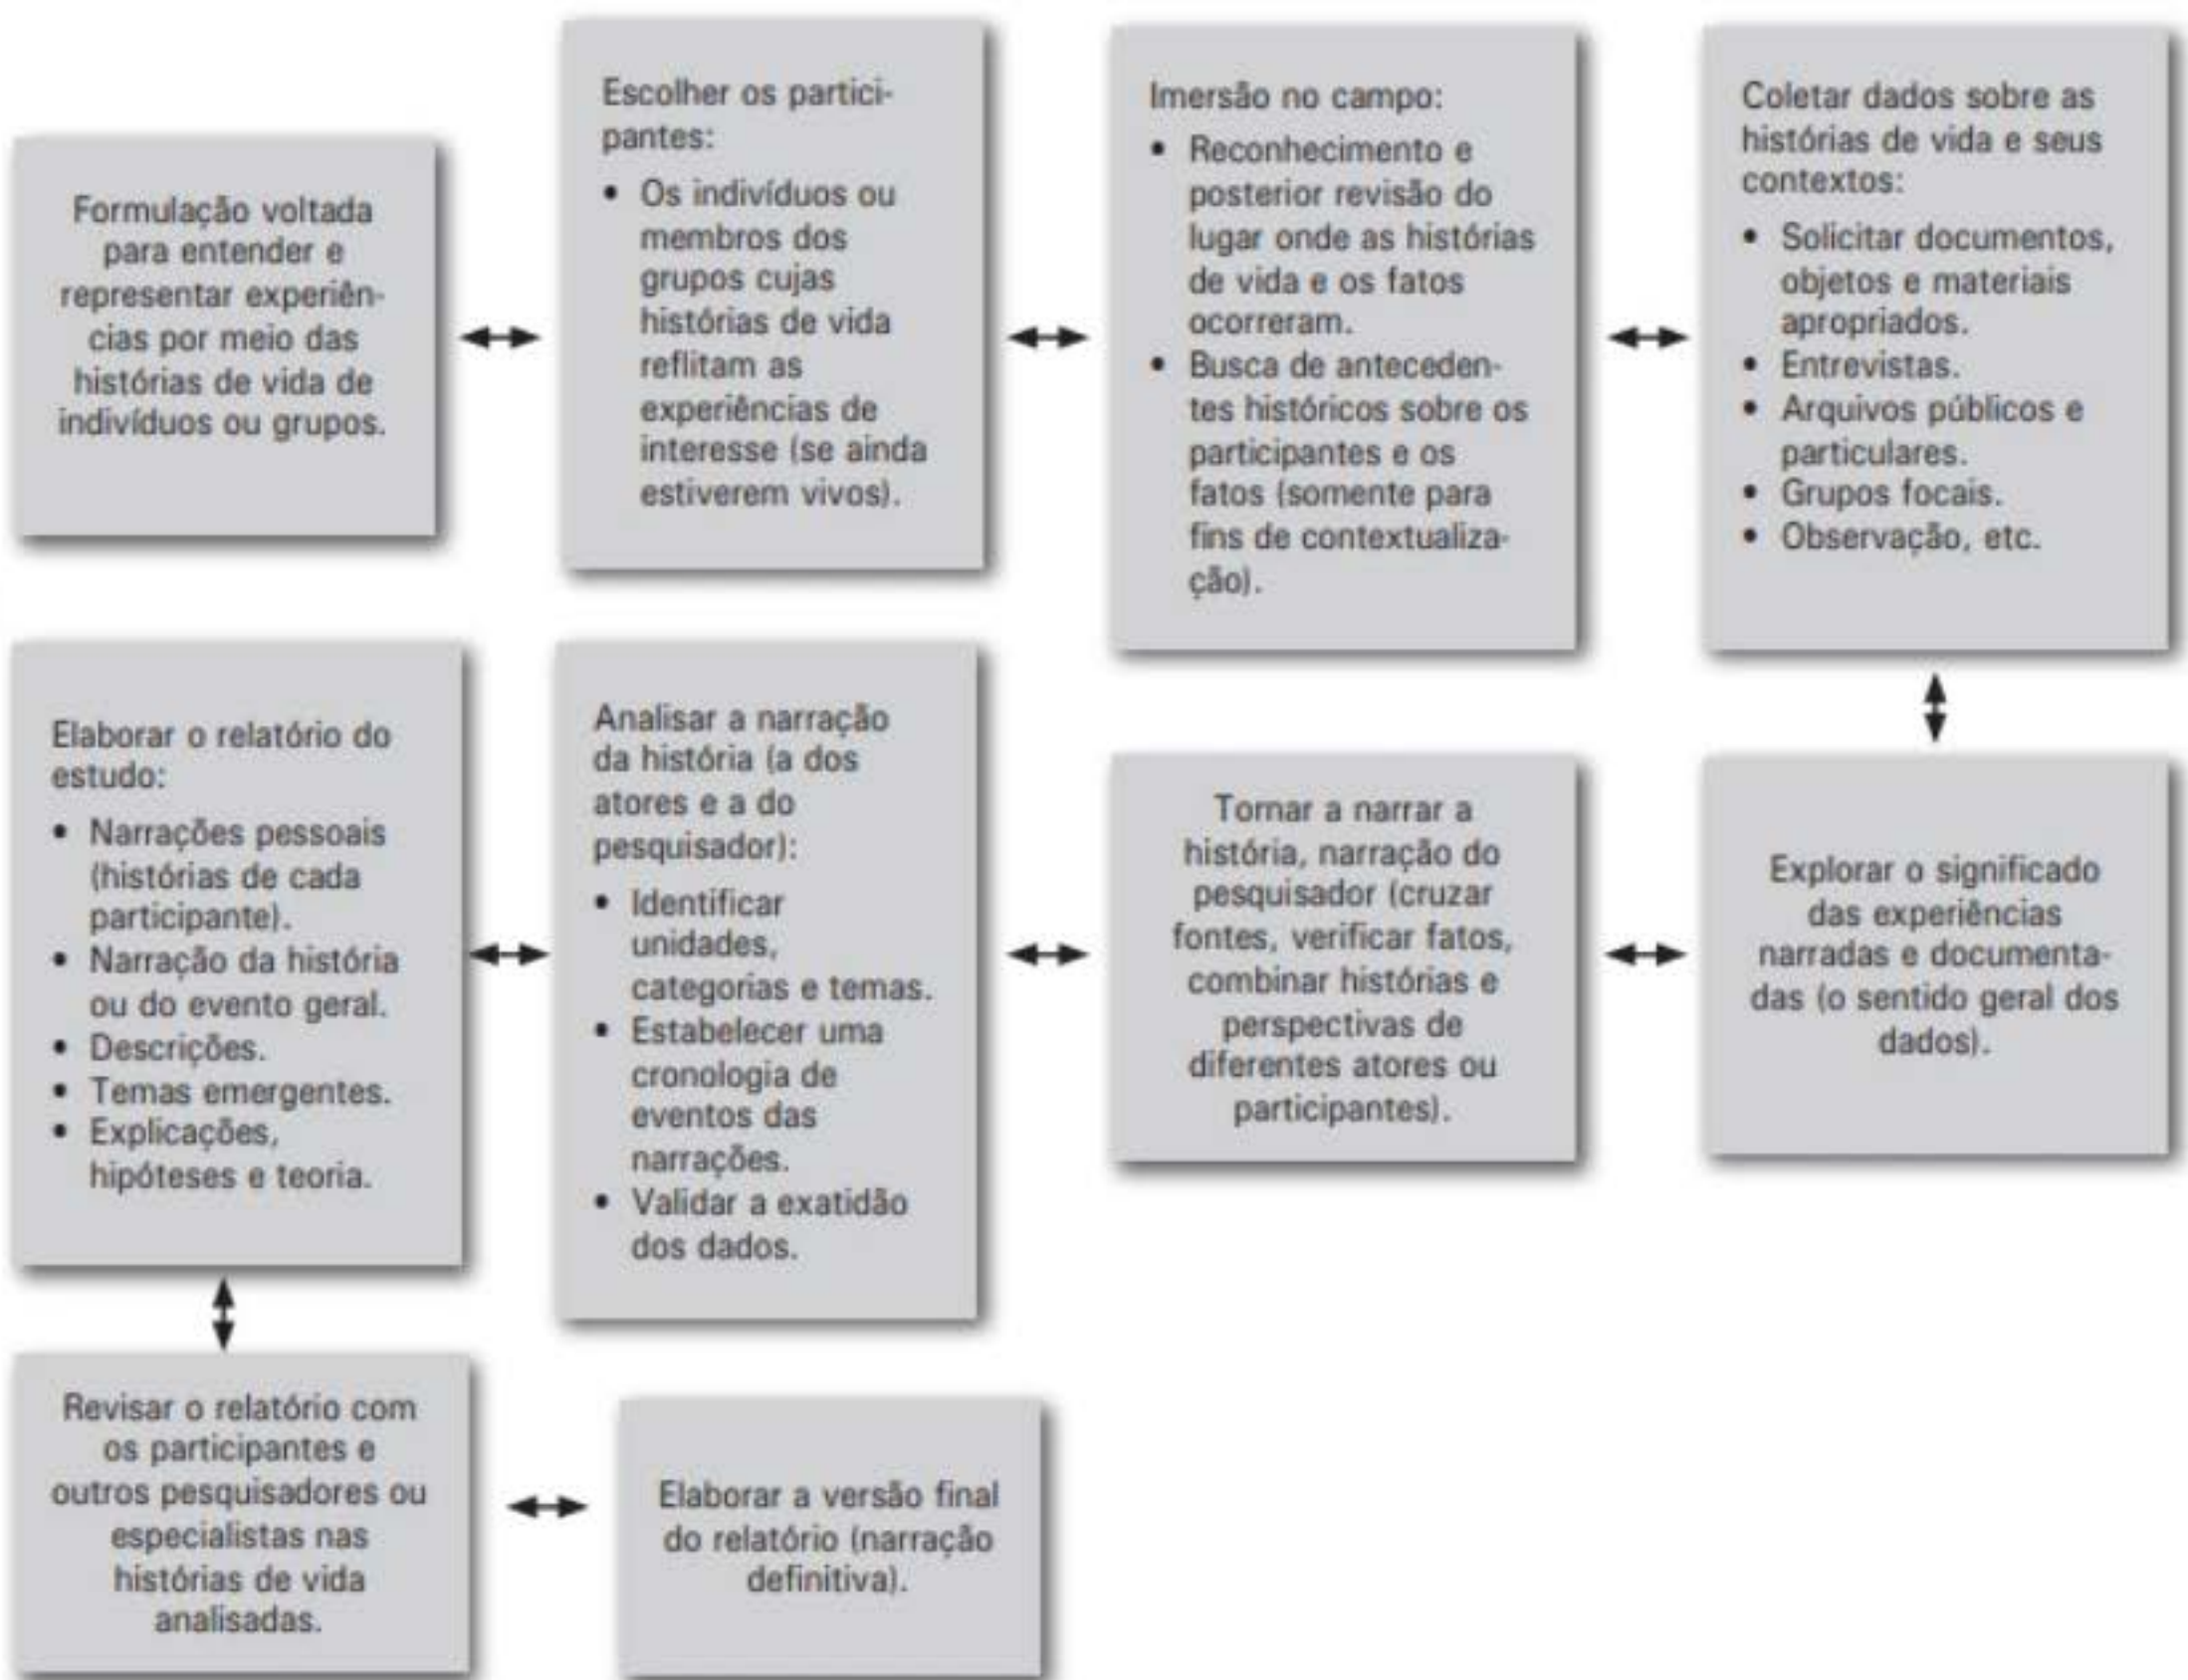 Formulação voltada
para entender e
representar experiên-
cias por meio das
histórias de vida de
indivíduos ou grupos.
Escolher os partici-
pantes:
• Os indivíduos ou
membros dos
grupos cujas
histórias de vida
reflitam as
experiências de
interesse (se ainda
estiverem vivos).
Imersão no campo:
• Reconhecimento e
posterior revisão do
lugar onde as histórias
de vida e os fatos
ocorreram.
• Busca de anteceden-
tes históricos sobre os
participantes e os
fatos (somente para
fins de contextualiza-
ção).
Coletar dados sobre as
histórias de vida e seus
contextos:
• Solicitar documentos,
objetos e materiais
apropriados.
• Entrevistas.
• Arquivos públicos e
particulares.
• Grupos focais.
• Observação, etc.
Explorar o significado
das experiências
narradas e documenta-
das (o sentido geral dos
dados).
Tornar a narrar a
história, narração do
pesquisador (cruzar
fontes, verificar fatos,
combinar histórias e
perspectivas de
diferentes atores ou
participantes).
Analisar a narração
da história (a dos
atores e a do
pesquisador):
• Identificar
unidades,
categorias e temas.
• Estabelecer uma
cronologia de
eventos das
narrações.
• Validar a exatidão
dos dados.
Elaborar o relatório do
estudo:
• Narrações pessoais
(histórias de cada
participante).
• Narração da história
ou do evento geral.
• Descrições.
• Temas emergentes.
• Explicações,
hipóteses e teoria.
Revisar o relatório com
os participantes e
outros pesquisadores ou
especialistas nas
histórias de vida
analisadas.
Elaborar a versão final
do relatório (narração
definitiva).